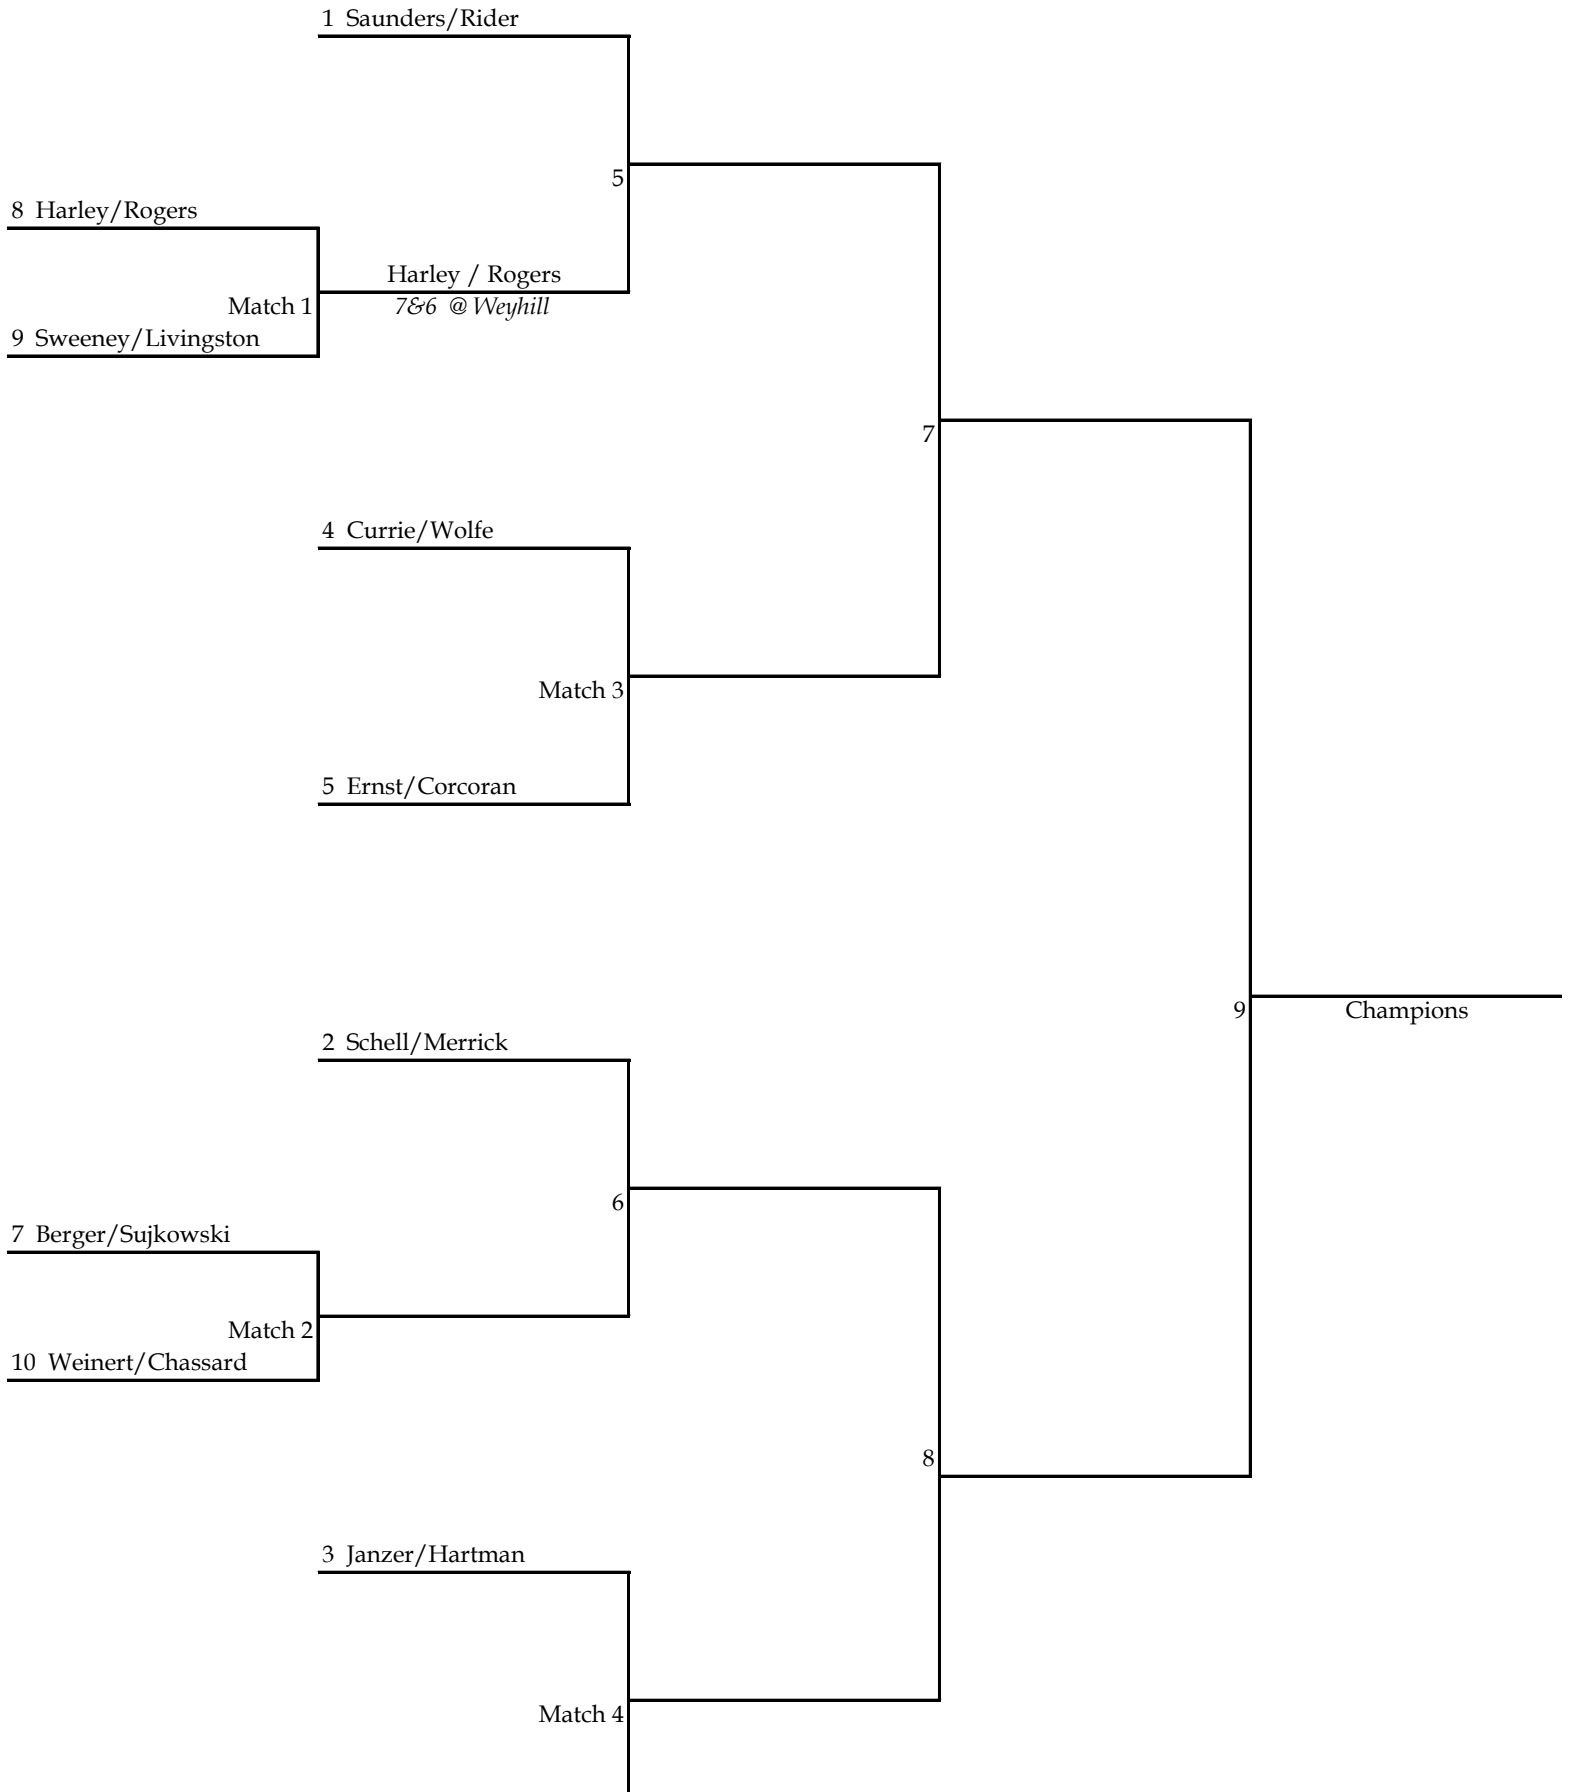 1 Saunders/Rider
5
8 Harley/Rogers
Harley / Rogers
Match 1
7&6 @ Weyhill
9 Sweeney/Livingston
7
4 Currie/Wolfe
Match 3
5 Ernst/Corcoran
9
Champions
2 Schell/Merrick
6
7 Berger/Sujkowski
Match 2
10 Weinert/Chassard
8
3 Janzer/Hartman
Match 4